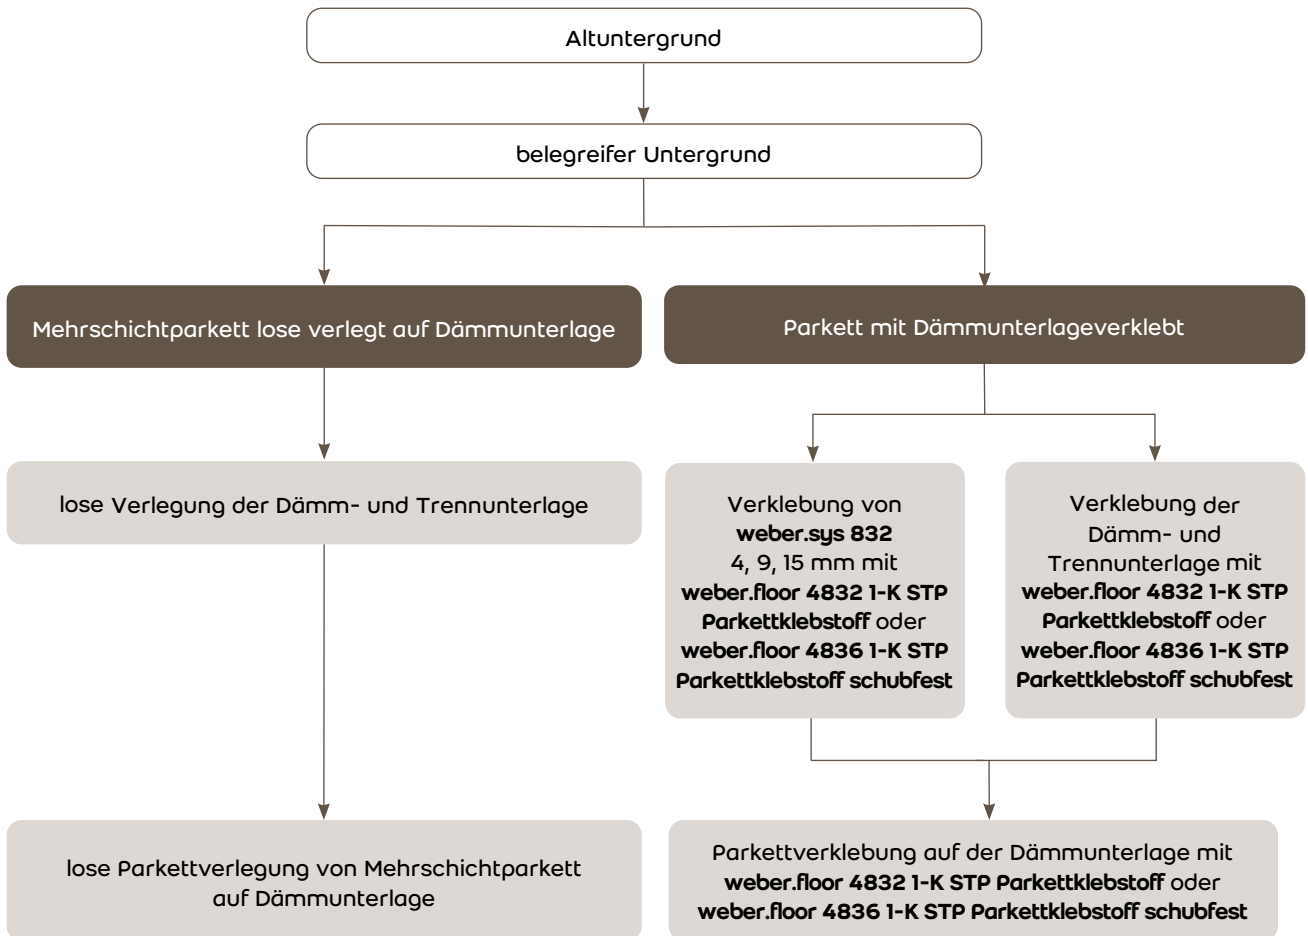 Altuntergrund
belegreifer Untergrund
Mehrschichtparkett lose verlegt auf Dämmunterlage
Parkett mit Dämmunterlageverklebt
lose Verlegung der Dämm- und Trennunterlage
Verklebung von
weber.sys 832
4, 9, 15 mm mit
weber.floor 4832 1-K STP
Parkettklebstoff oder
weber.floor 4836 1-K STP
Parkettklebstoff schubfest
Verklebung der
Dämm- und
Trennunterlage mit
weber.floor 4832 1-K STP
Parkettklebstoff oder
weber.floor 4836 1-K STP
Parkettklebstoff schubfest
lose Parkettverlegung von Mehrschichtparkett
auf Dämmunterlage
Parkettverklebung auf der Dämmunterlage mit
weber.floor 4832 1-K STP Parkettklebstoff oder
weber.floor 4836 1-K STP Parkettklebstoff schubfest